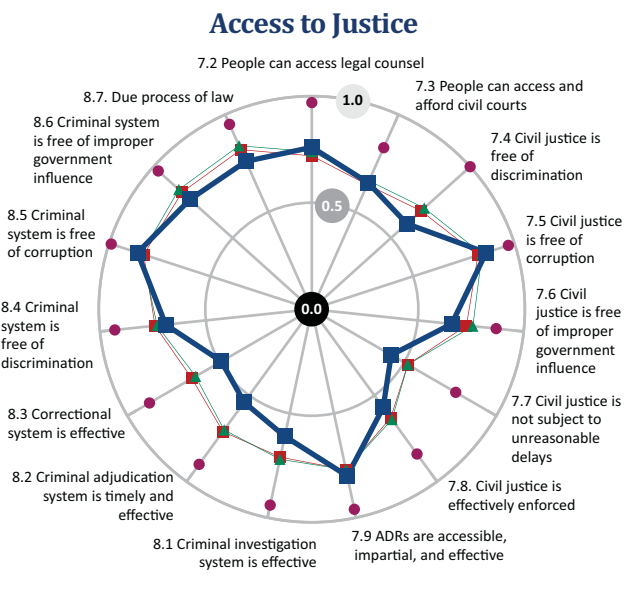 Access to Justice
7.2 People can access legal counsel
1.0
7.3 People can access and
afford civil courts
8.7. Due process of law
8.6 Criminal system
is free of improper
government
influence
7.4 Civil justice is
free of
discrimination
0.5
8.5 Criminal
system is free
of corruption
7.5 Civil justice
is free of
corruption
0.0
8.4 Criminal
system is
free of
discrimination
7.6 Civil
justice is free
of improper
government
influence
8.3 Correctional
system is effective
7.7 Civil justice is
not subject to
unreasonable
delays
8.2 Criminal adjudication
system is timely and
effective
7.8. Civil justice is
effectively enforced
8.1 Criminal investigation
system is effective
7.9 ADRs are accessible,
impartial, and effective